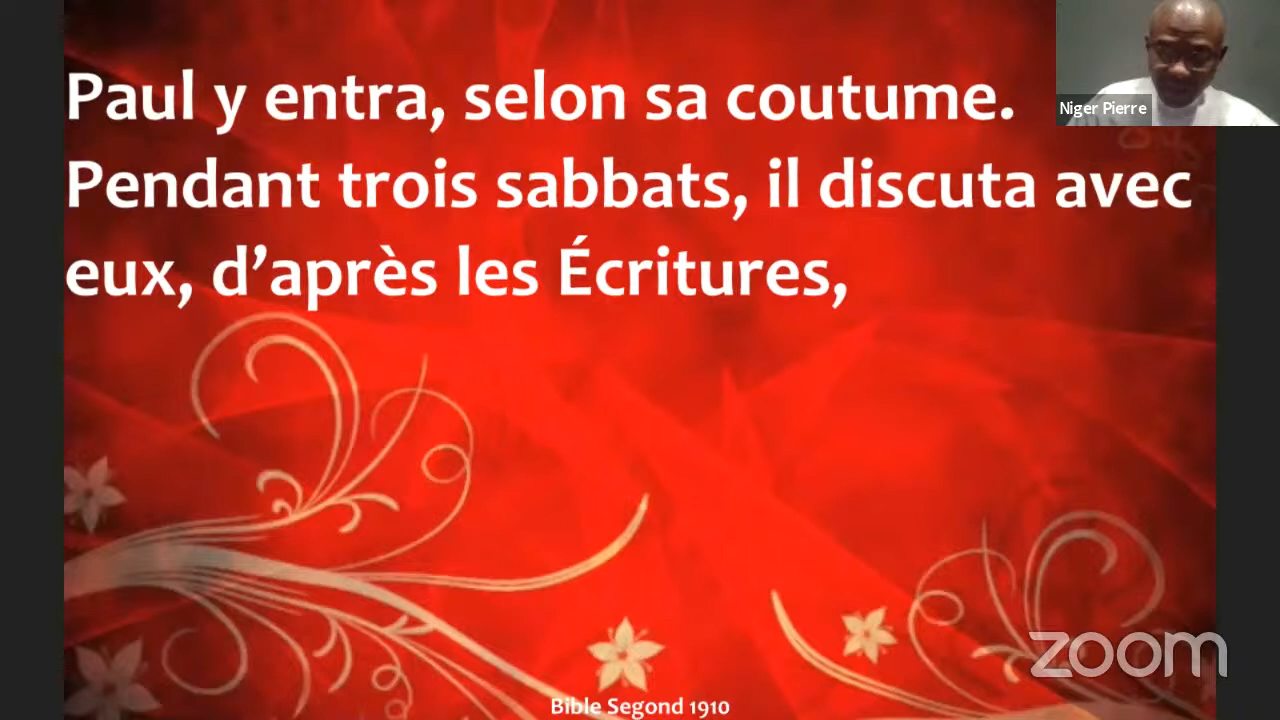 Paul y entra, selon sa coutume.
Pendant trois sabbats, il discuta avec
eux, d’après les Écritures,
Niger Pierre
zoom
Bible Segond 1910